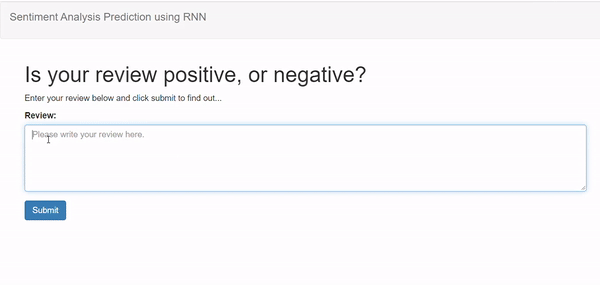 Sentiment Analysis Prediction using RNN
Is your review positive, or negative?
Enter your review below and click submit to find out...
Review:
Please write your review here.
Submit